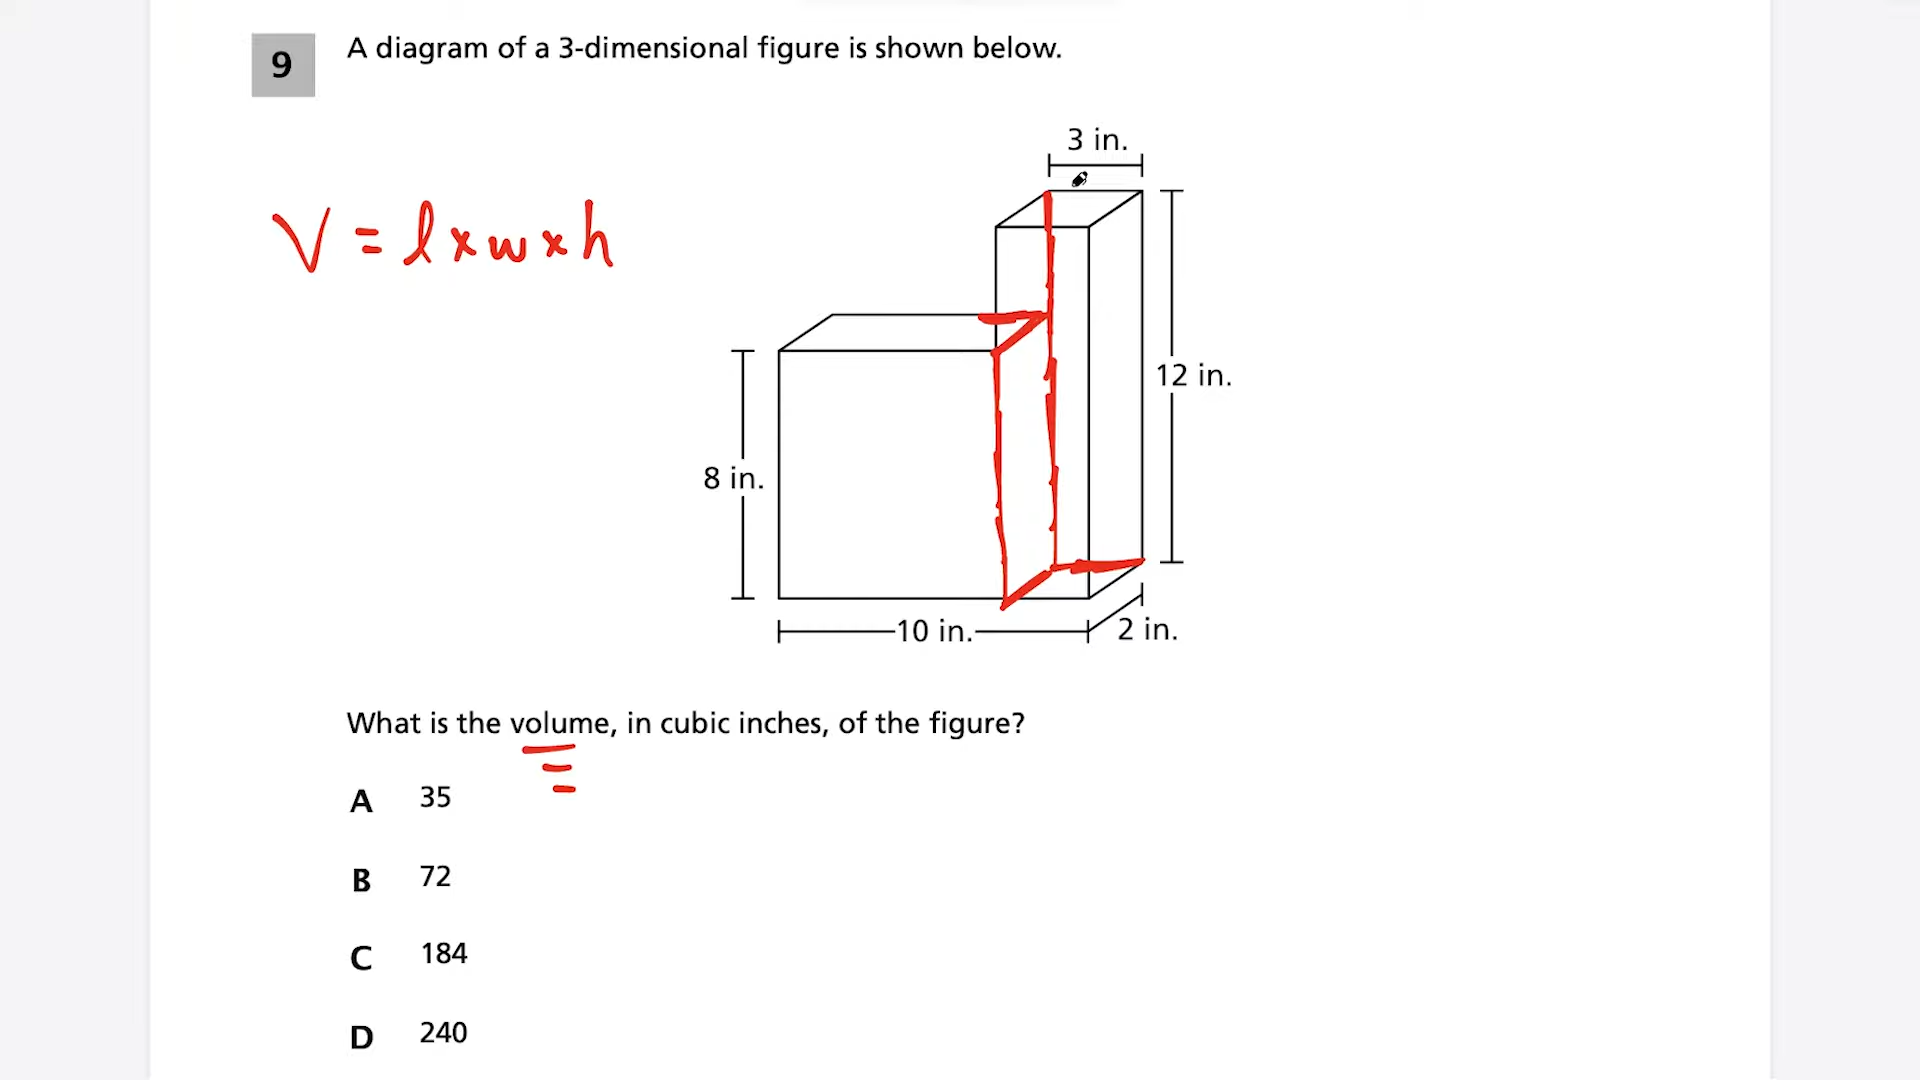 9
A diagram of a 3-dimensional figure is shown below.
3 in.
V = l x w x h
12 in.
8 in.
10 in.
2 in.
What is the volume, in cubic inches, of the figure?
A 35
B 72
C 184
D 240